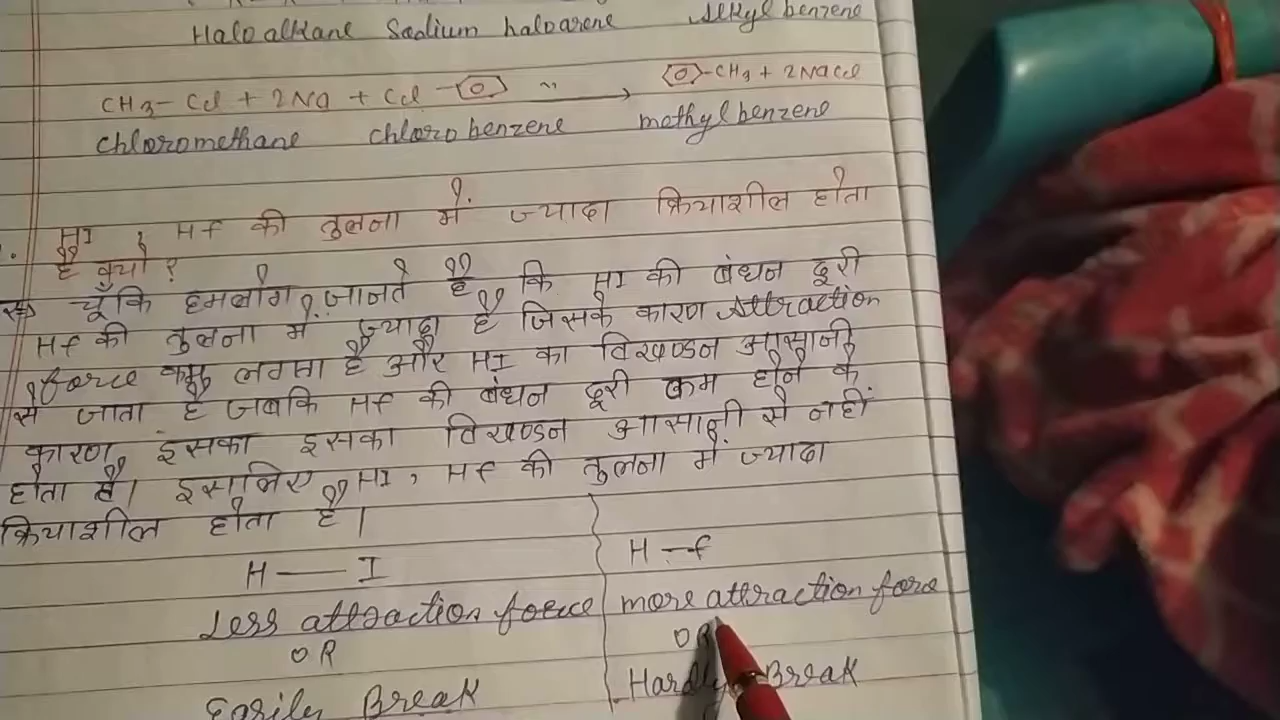 Haloalkane Sodium haloarene Alkyl benzene
CH3 - Cl + 2Na + Cl - ⟨O⟩ → ⟨O⟩-CH3 + 2NaCl
Chloromethane Chlorobenzene methyl benzene
HI , Hf की तुलना में ज्यादा क्रियाशील होता
है क्यों ?
⇒ चूँकि हमलोग जानते है कि HI की बंधन दूरी
Hf की तुलना में ज्यादा है जिसके कारण Attraction
force कम लगता है और HI का विखण्डन आसानी
से जाता है जबकि Hf की बंधन दूरी कम होने के
कारण इसका इसका विखण्डन आसानी से नहीं
होता है। इसलिए HI, Hf की तुलना में ज्यादा
क्रियाशील होता है।
H — I
H - f
Less attraction force
more attraction force
OR
OR
Easily Break
Hardly Break